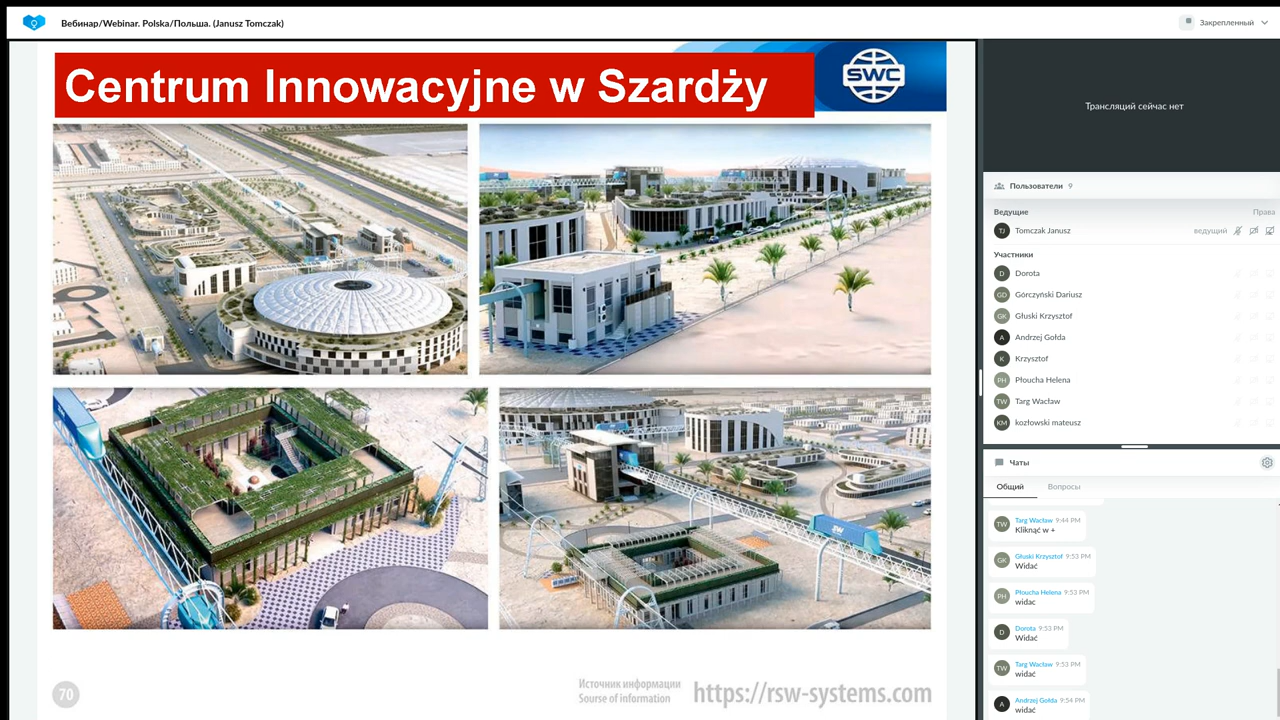 Вебинар/Webinar. Polska/Польша. (Janusz Tomczak)
Закрепленный
Centrum Innowacyjne w Szardży
SWC
70
Источник информации
Sourse of information
https://rsw-systems.com
Трансляций сейчас нет
Пользователи 9
Ведущие
Права
TJ Tomczak Janusz
ведущий
Участники
D Dorota
GD Górczyński Dariusz
GK Głuski Krzysztof
A Andrzej Gołda
K Krzysztof
PH Płoucha Helena
TW Targ Wacław
KM kozłowski mateusz
Чаты
Общий
Вопросы
TW Targ Wacław 9:44 PM
Kliknąć w +
GK Głuski Krzysztof 9:53 PM
Widać
PH Płoucha Helena 9:53 PM
widac
D Dorota 9:53 PM
Widać
TW Targ Wacław 9:53 PM
widać
A Andrzej Gołda 9:54 PM
widać